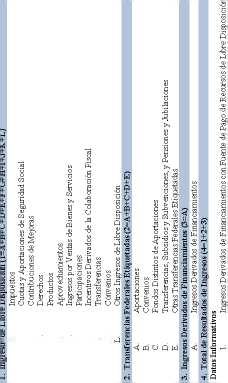 1. Ingresos de Libre Disposición (1=A+B+C+D+E+F+G+H+I+J+K+L)
Impuestos
Cuotas y Aportaciones de Seguridad Social
Contribuciones de Mejoras
Derechos
Productos
Aprovechamientos
Ingresos por Ventas de Bienes y Servicios
Participaciones
Incentivos Derivados de la Colaboración Fiscal
Transferencias
Convenios
L. Otros Ingresos de Libre Disposición
2. Transferencias Federales Etiquetadas (2=A+B+C+D+E)
A. Aportaciones
B. Convenios
C. Fondos Distintos de Aportaciones
D. Transferencias, Subsidios y Subvenciones, y Pensiones y Jubilaciones
E. Otras Transferencias Federales Etiquetadas
3. Ingresos Derivados de Financiamientos (3=A)
A. Ingresos Derivados de Financiamientos
4. Total de Resultados de Ingresos (4=1+2+3)
Datos Informativos
1. Ingresos Derivados de Financiamientos con Fuente de Pago de Recursos de Libre Disposición